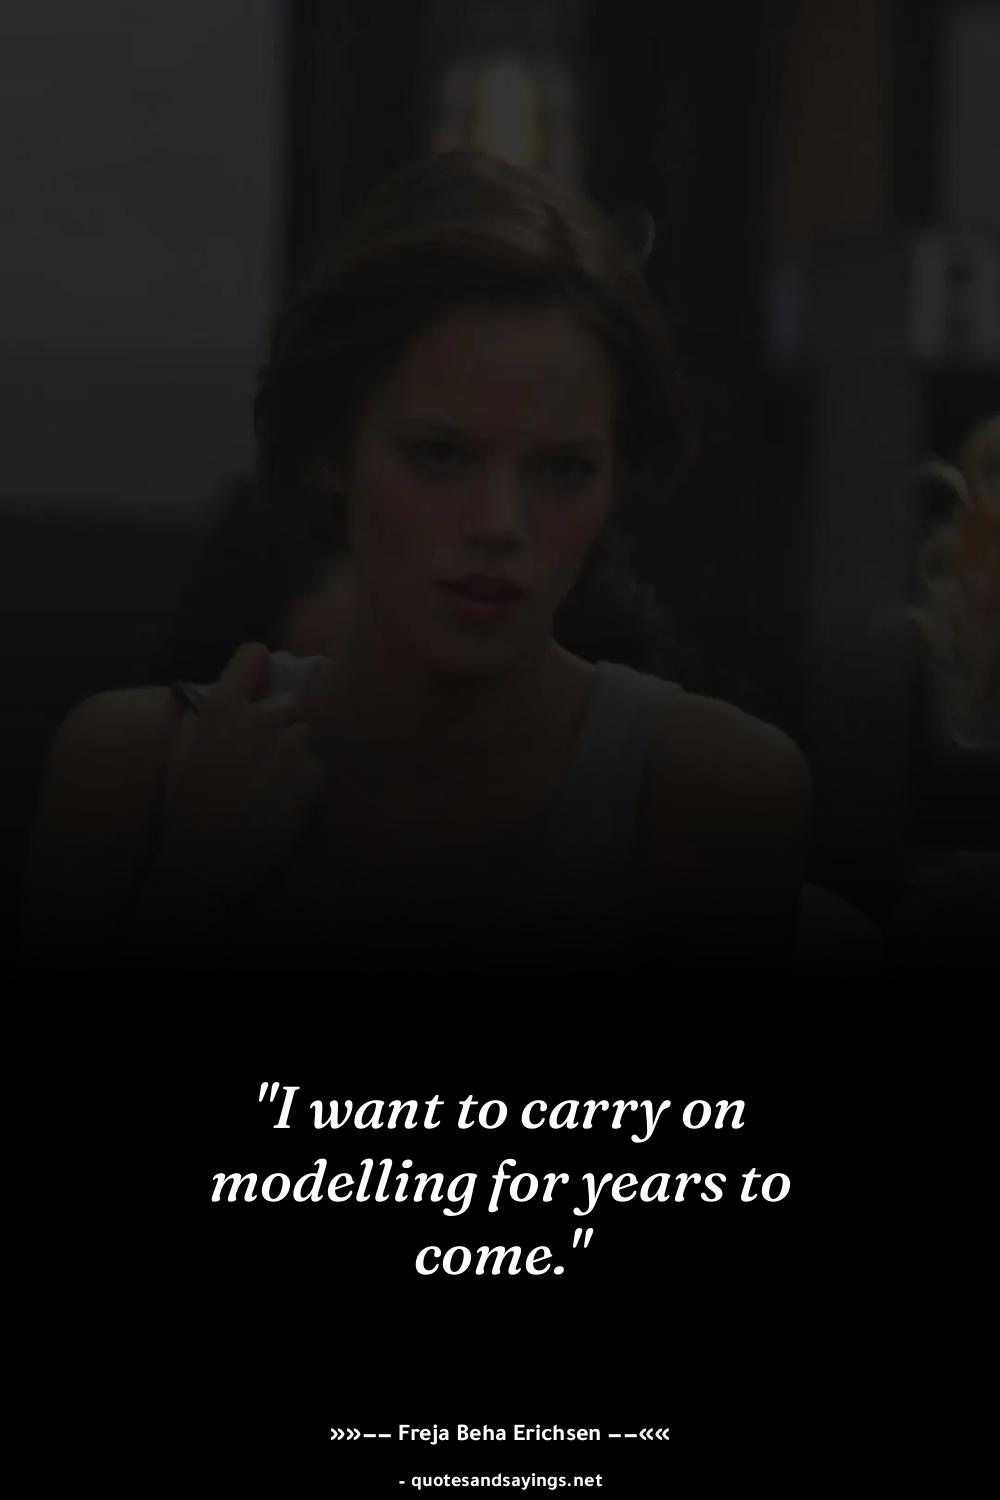 "I want to carry on
modelling for years to
come."
»»−− Freja Beha Erichsen −−««
- quotesandsayings.net